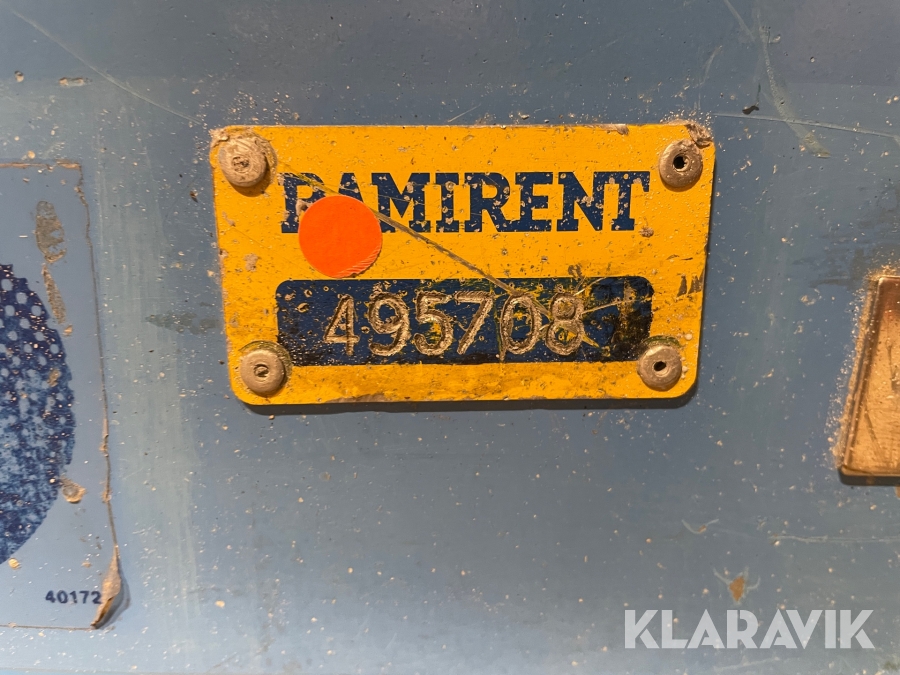 RAMIRENT
495708
40172
KLARAVIK